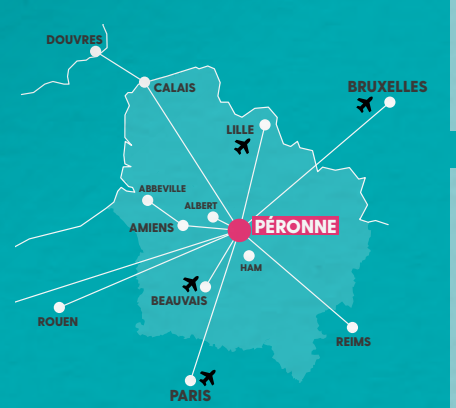 DOUVRES
CALAIS
BRUXELLES
LILLE
ABBEVILLE
ALBERT
AMIENS
PÉRONNE
HAM
BEAUVAIS
ROUEN
REIMS
PARIS